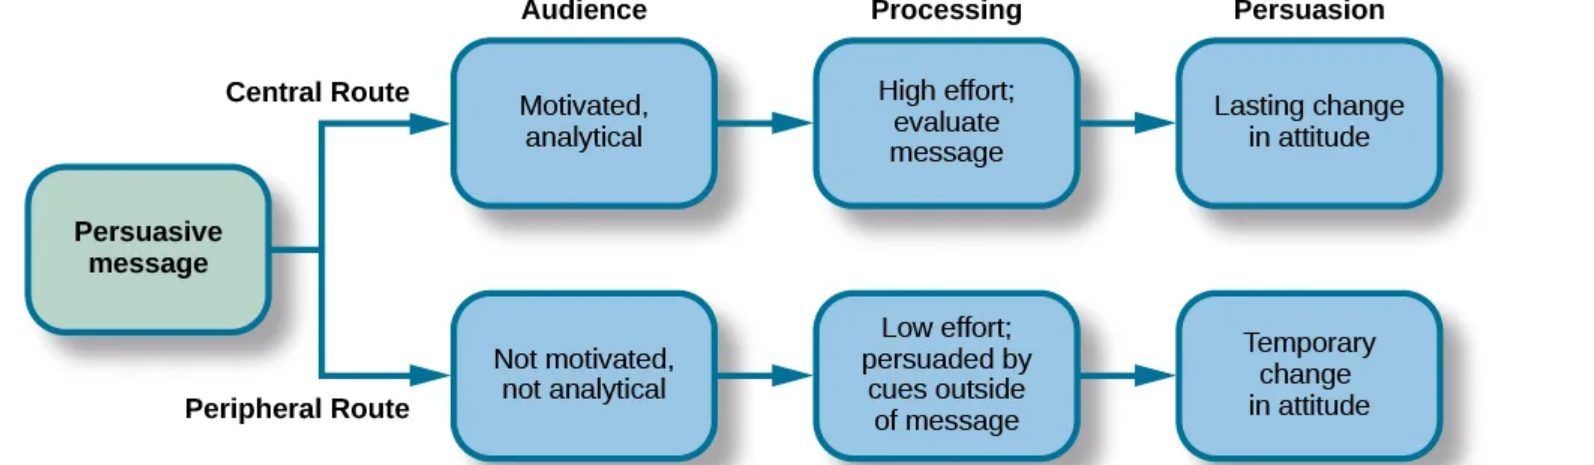 Audience
Processing
Persuasion
Central Route
Motivated,
analytical
High effort;
evaluate
message
Lasting change
in attitude
Persuasive
message
Peripheral Route
Not motivated,
not analytical
Low effort;
persuaded by
cues outside
of message
Temporary
change
in attitude